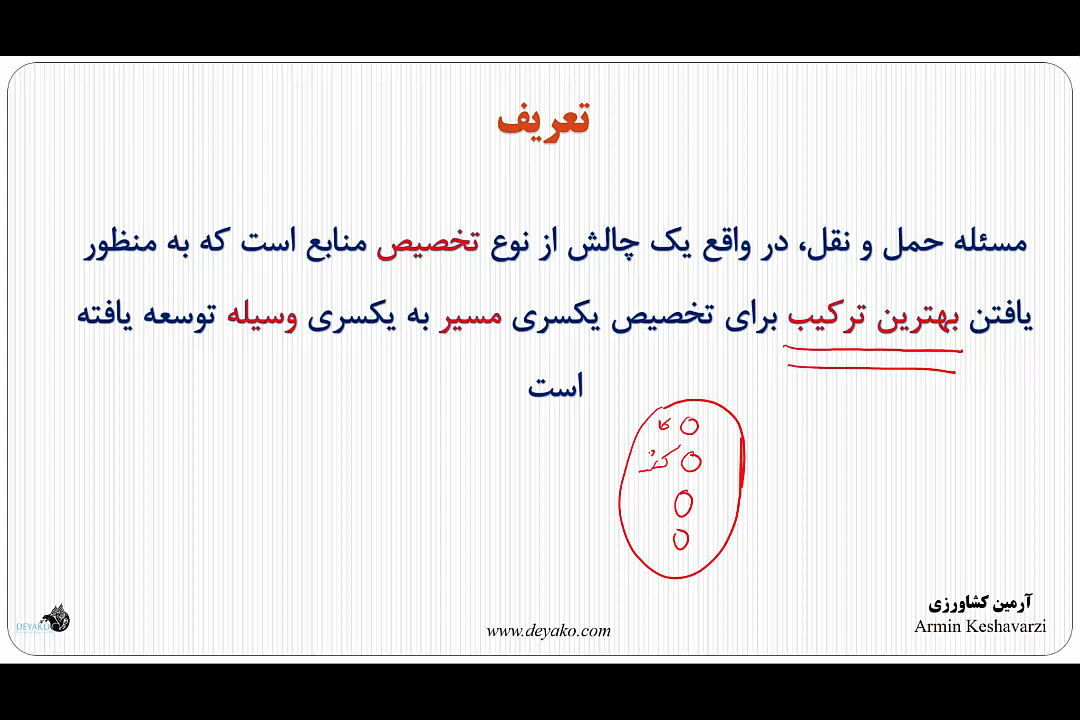 تعریف
مسئله حمل و نقل، در واقع یک چالش از نوع تخصیص منابع است که به منظور
یافتن بهترین ترکیب برای تخصیص یکسری مسیر به یکسری وسیله توسعه یافته
است
آرمین کشاورزی
Armin Keshavarzi
www.deyako.com
DEYAKO